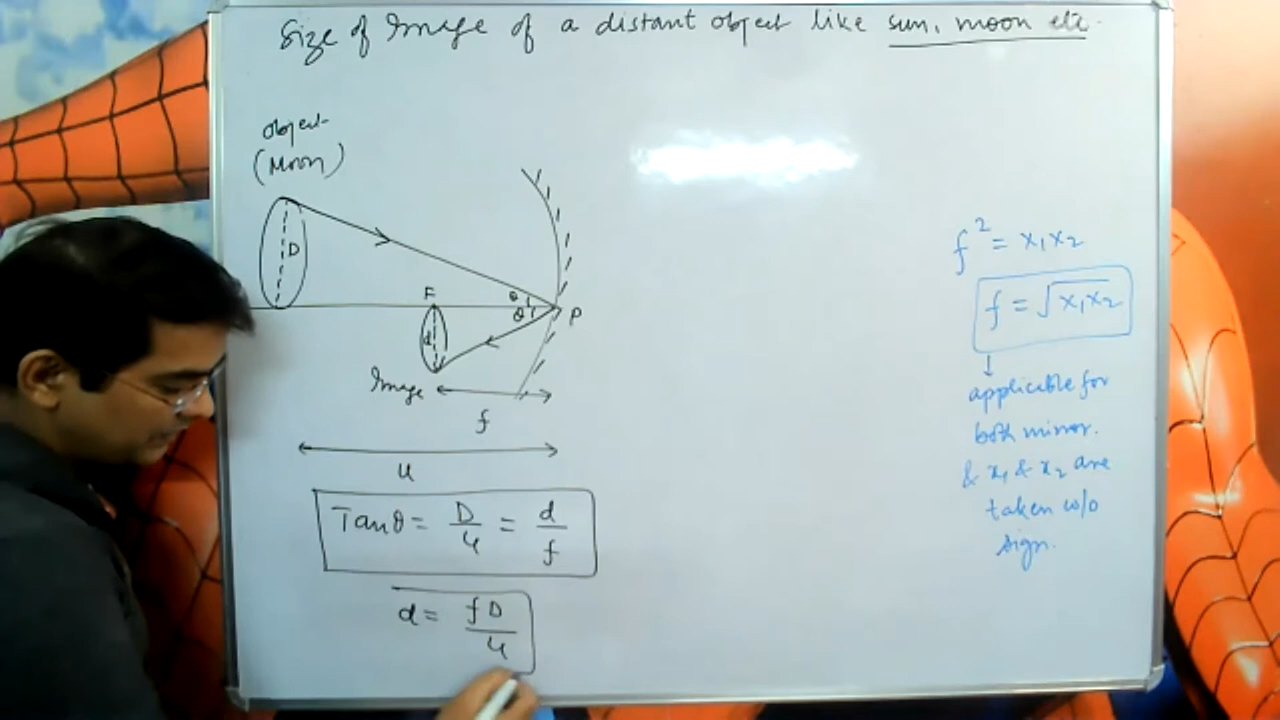 Size of Image of a distant object like sun, moon etc.
Object
(Moon)
D
F
θ
θ
P
d
Image
f
u
Tanθ = D/u = d/f
d = fD/u
f² = x₁x₂
f = √x₁x₂
applicable for
both mirror.
& x₁ & x₂ are
taken w/o
sign.